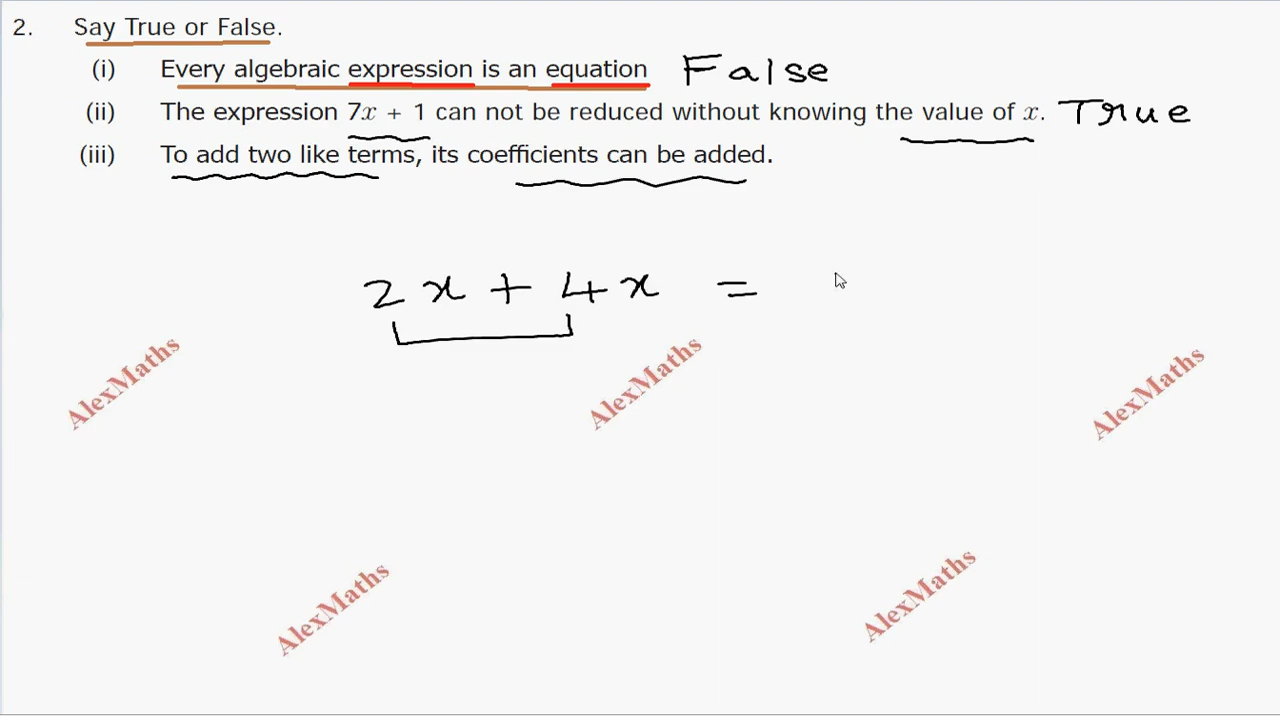 2. Say True or False.
(i) Every algebraic expression is an equation False
(ii) The expression 7x + 1 can not be reduced without knowing the value of x. True
(iii) To add two like terms, its coefficients can be added.
2x + 4x =
AlexMaths AlexMaths AlexMaths
AlexMaths AlexMaths